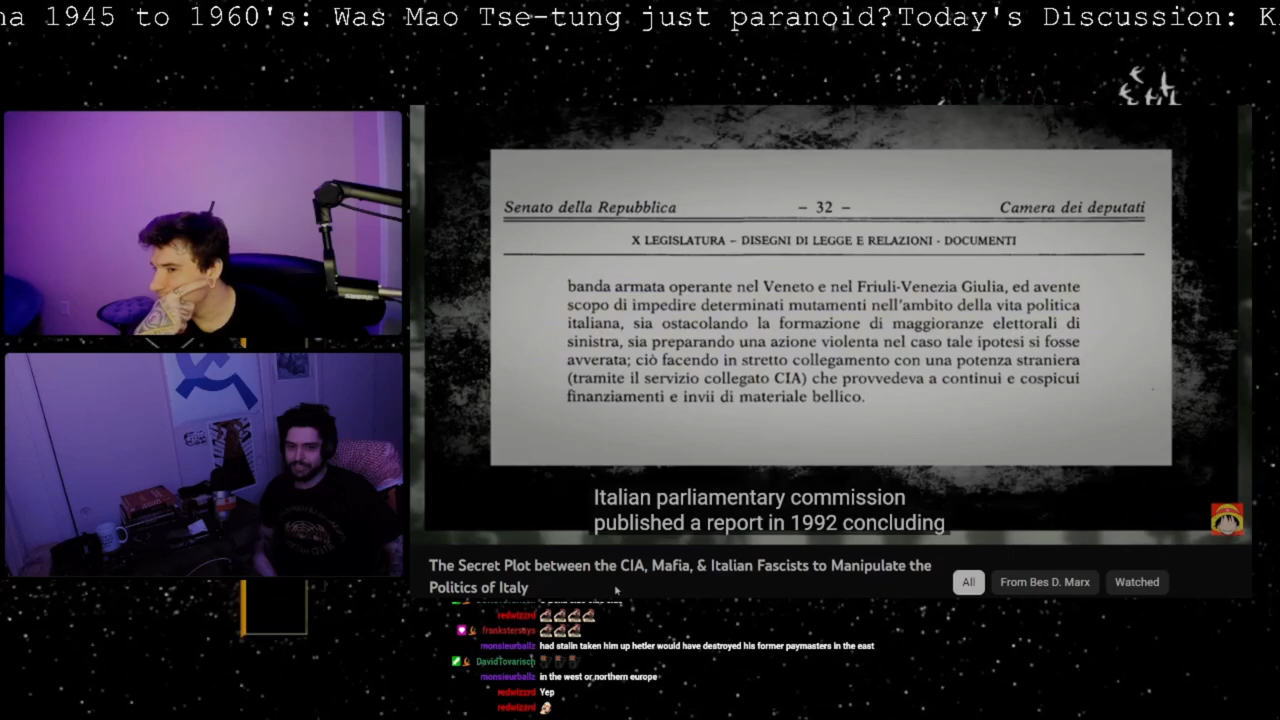 na 1945 to 1960's: Was Mao Tse-tung just paranoid?Today's Discussion: K
Senato della Repubblica – 32 – Camera dei deputati
X LEGISLATURA – DISEGNI DI LEGGE E RELAZIONI - DOCUMENTI
banda armata operante nel Veneto e nel Friuli-Venezia Giulia, ed avente
scopo di impedire determinati mutamenti nell'ambito della vita politica
italiana, sia ostacolando la formazione di maggioranze elettorali di
sinistra, sia preparando una azione violenta nel caso tale ipotesi si fosse
avverata; ciò facendo in stretto collegamento con una potenza straniera
(tramite il servizio collegato CIA) che provvedeva a continui e cospicui
finanziamenti e invii di materiale bellico.
Italian parliamentary commission
published a report in 1992 concluding
The Secret Plot between the CIA, Mafia, & Italian Fascists to Manipulate the
Politics of Italy
All From Bes D. Marx Watched
redwizzrd
frankstersays
monsieurballz had stalin taken him up hetler would have destroyed his former paymasters in the east
DavidTovarisch
monsieurballz in the west or northern europe
redwizzrd Yep
redwizzrd